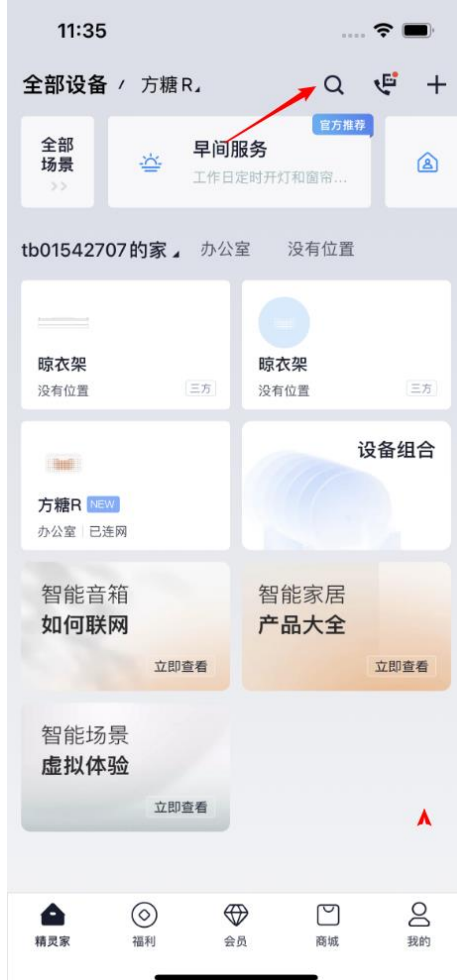 11:35
全部设备 / 方糖R
官方推荐
全部
场景
>>
早间服务
工作日定时开灯和窗帘...
tb01542707的家 办公室 没有位置
晾衣架
没有位置 三方
晾衣架
没有位置 三方
方糖R NEW
办公室 已连网
设备组合
智能音箱
如何联网
立即查看
智能家居
产品大全
立即查看
智能场景
虚拟体验
立即查看
精灵家 福利 会员 商城 我的